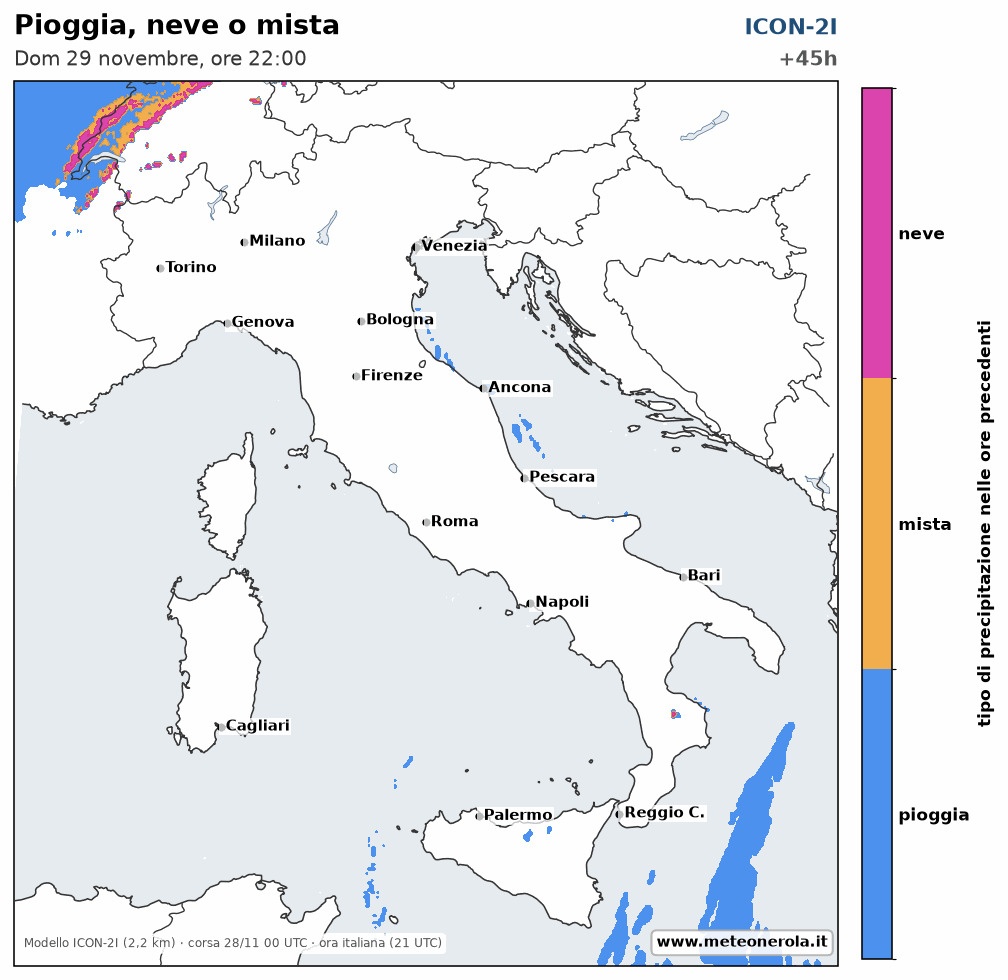 Pioggia, neve o mista
ICON-2I
Dom 29 novembre, ore 22:00
+45h
neve
mista
pioggia
tipo di precipitazione nelle ore precedenti
Milano
Venezia
Torino
Genova
Bologna
Firenze
Ancona
Pescara
Roma
Bari
Napoli
Cagliari
Palermo
Reggio C.
Modello ICON-2I (2,2 km) · corsa 28/11 00 UTC · ora italiana (21 UTC)
www.meteonerola.it